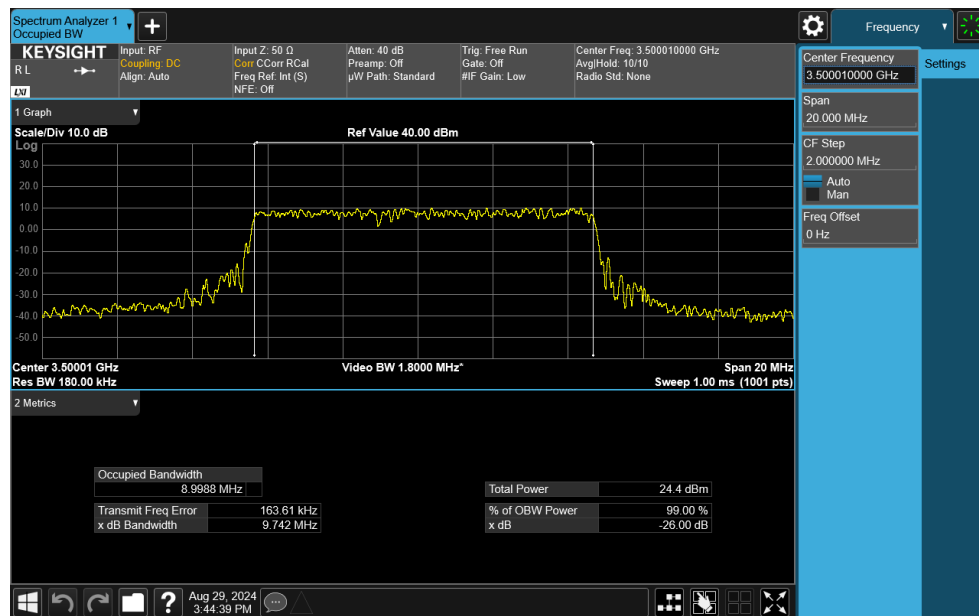 Spectrum Analyzer 1
Occupied BW
Frequency
KEYSIGHT
R L
LXI
Input: RF
Coupling: DC
Align: Auto
Input Z: 50 Ω
Corr CCorr RCal
Freq Ref: Int (S)
NFE: Off
Atten: 40 dB
Preamp: Off
µW Path: Standard
Trig: Free Run
Gate: Off
#IF Gain: Low
Center Freq: 3.500010000 GHz
Avg|Hold: 10/10
Radio Std: None
Center Frequency
3.500010000 GHz
Settings
Span
20.000 MHz
CF Step
2.000000 MHz
Auto
Man
Freq Offset
0 Hz
1 Graph
Scale/Div 10.0 dB
Ref Value 40.00 dBm
Log
30.0
20.0
10.0
0.00
-10.0
-20.0
-30.0
-40.0
-50.0
Center 3.50001 GHz
Video BW 1.8000 MHz*
Span 20 MHz
Res BW 180.00 kHz
Sweep 1.00 ms (1001 pts)
2 Metrics
Occupied Bandwidth
8.9988 MHz
Total Power 24.4 dBm
Transmit Freq Error 163.61 kHz
% of OBW Power 99.00 %
x dB Bandwidth 9.742 MHz
x dB -26.00 dB
?
Aug 29, 2024
3:44:39 PM